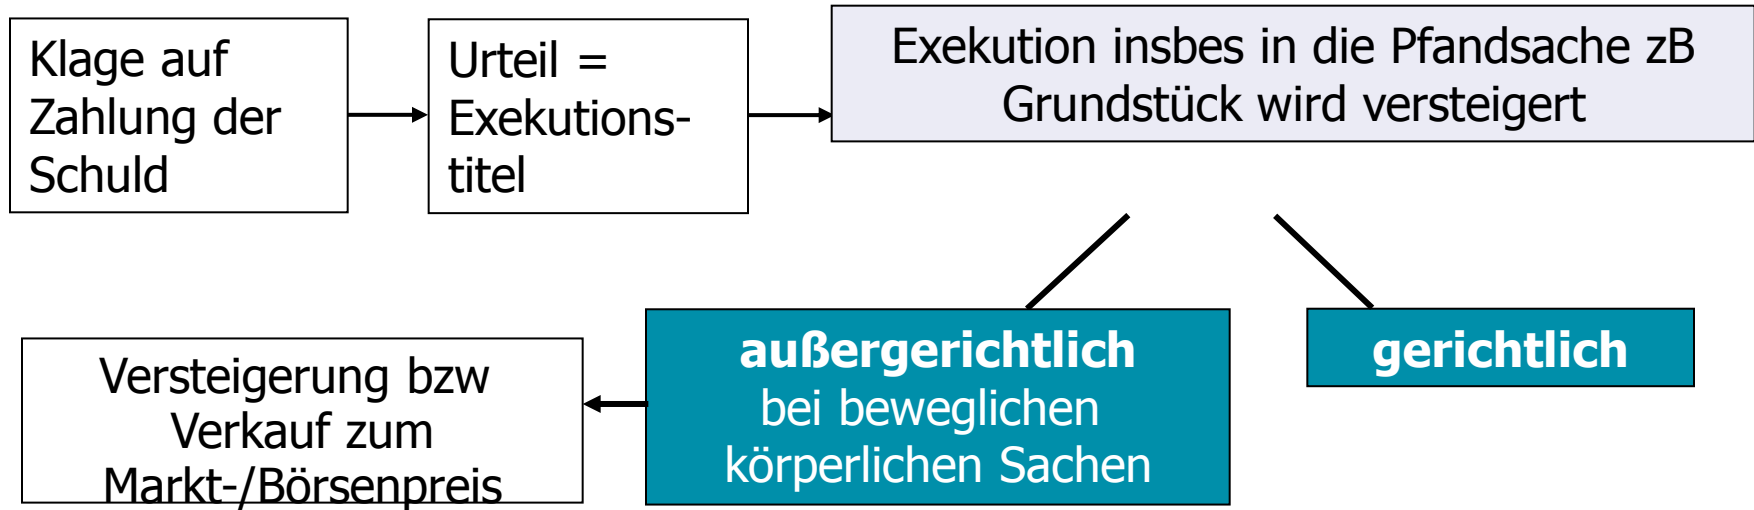 Klage auf
Zahlung der
Schuld
Urteil =
Exekutions-
titel
Exekution insbes in die Pfandsache zB
Grundstück wird versteigert
außergerichtlich
bei beweglichen
körperlichen Sachen
gerichtlich
Versteigerung bzw
Verkauf zum
Markt-/Börsenpreis